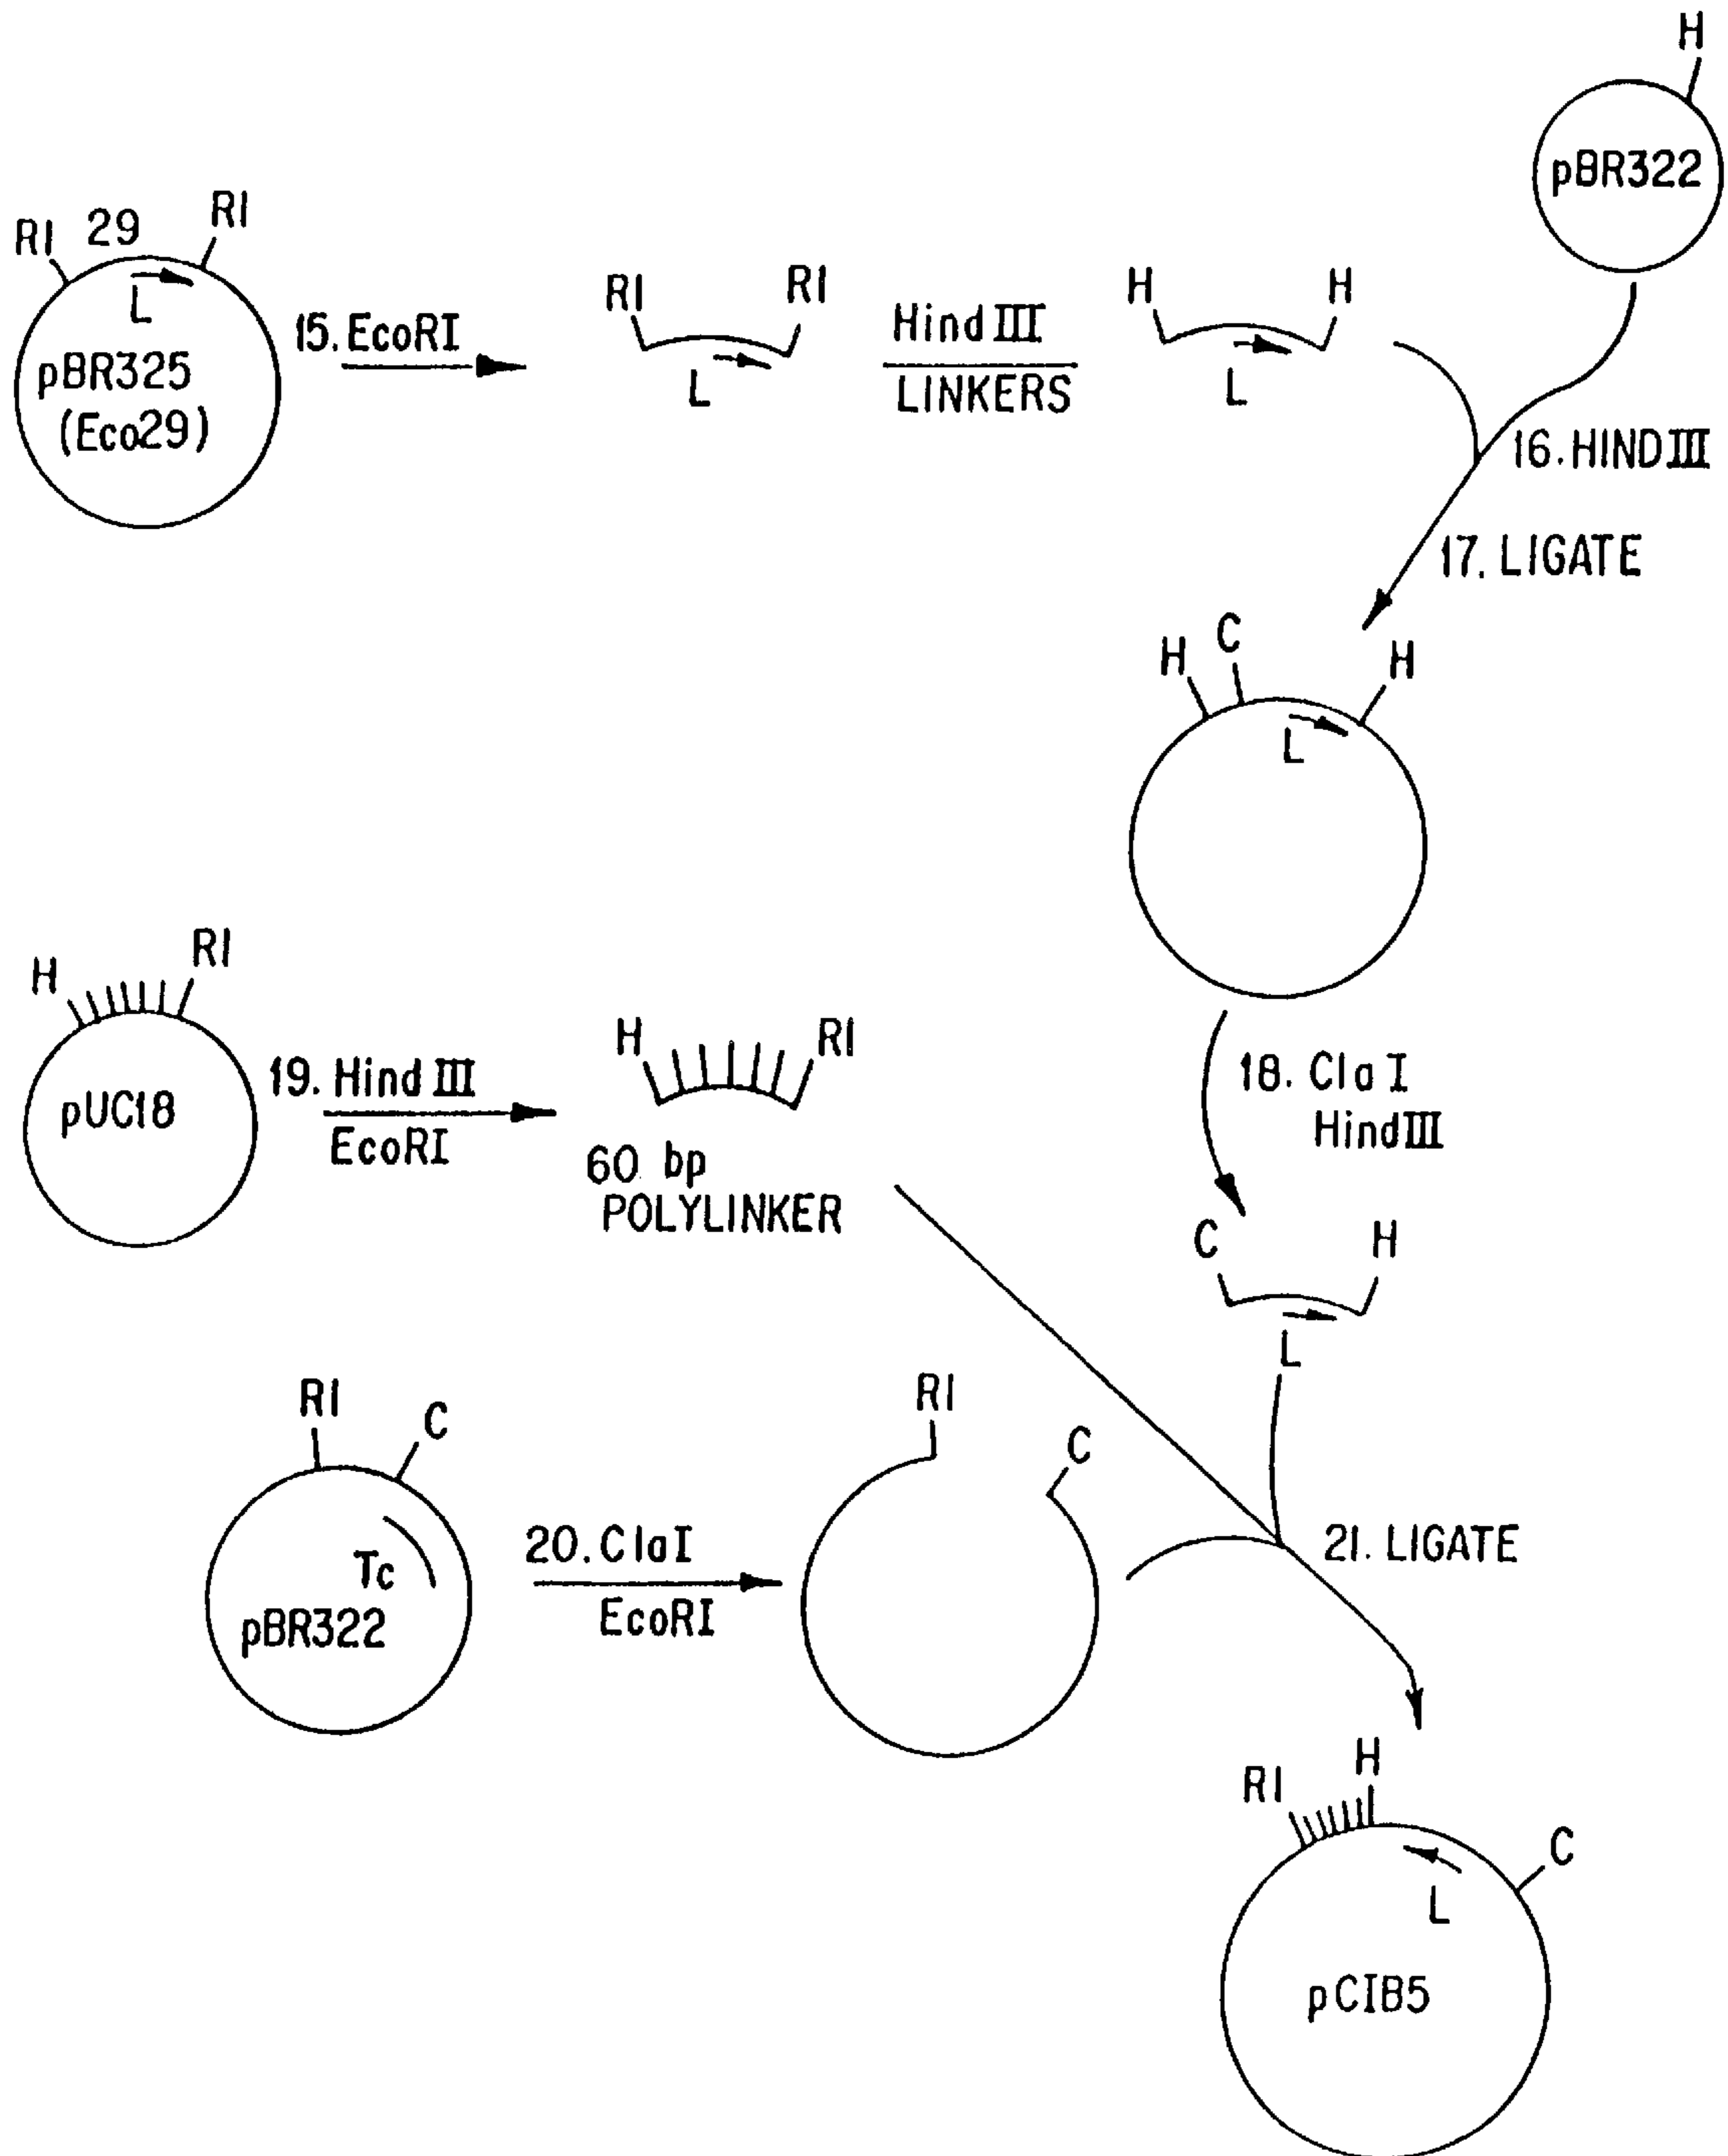 H
pBR322
RI 29 RI
L
pBR325
(Eco29)
15. EcoRI
RI RI
L
Hind III
LINKERS
H H
L
16. HIND III
17. LIGATE
H C H
L
H RI
pUC18
19. Hind III
EcoRI
H RI
60 bp
POLYLINKER
18. Cla I
Hind III
C H
L
RI C
Tc
pBR322
20. ClaI
EcoRI
RI C
21. LIGATE
RI H C
L
pCIB5